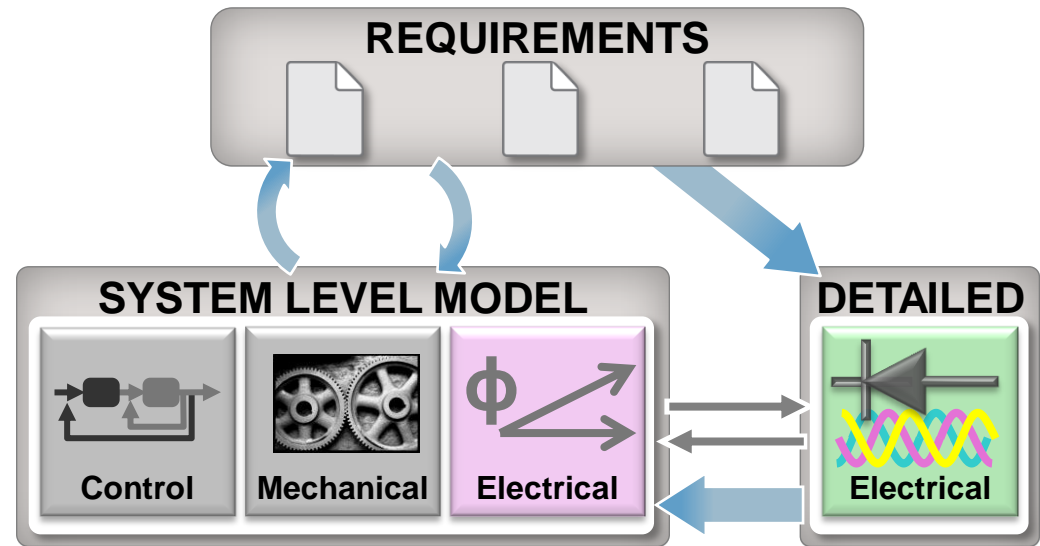 REQUIREMENTS
SYSTEM LEVEL MODEL
DETAILED
ϕ
Control
Mechanical
Electrical
Electrical